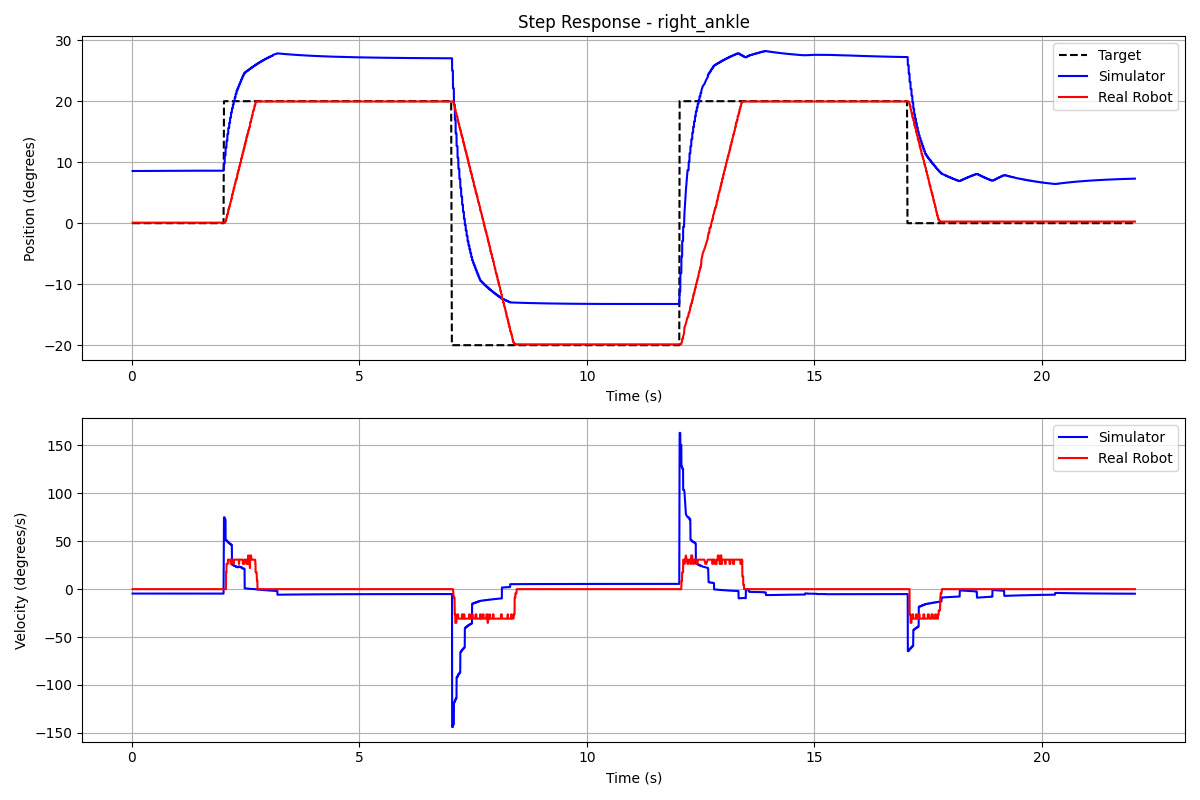 Step Response - right_ankle
30
20
10
0
−10
−20
Position (degrees)
Target
Simulator
Real Robot
0
5
10
15
20
Time (s)
150
100
50
0
−50
−100
−150
Velocity (degrees/s)
Simulator
Real Robot
0
5
10
15
20
Time (s)